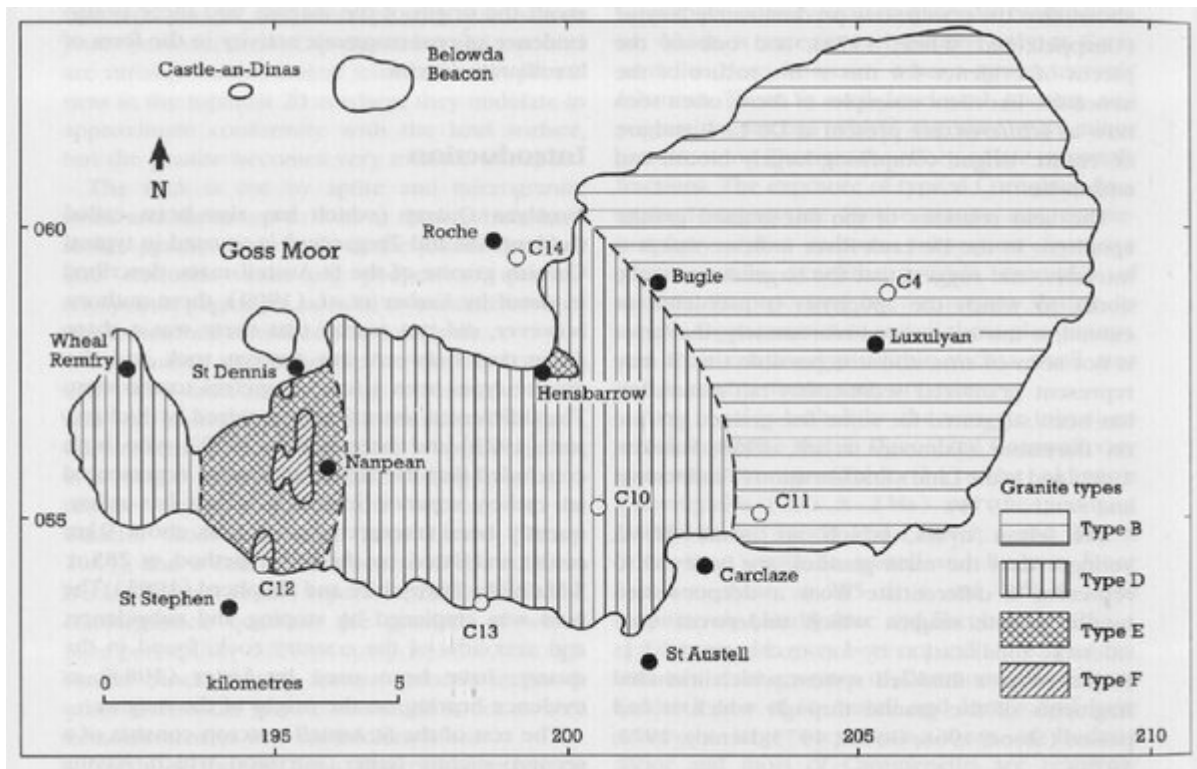 Castle-an-Dinas
Belowda
Beacon
N
060
Roche
C14
Goss Moor
Bugle
C4
Wheal
Remfry
St Dennis
Luxulyan
Hensbarrow
Nanpean
C10
C11
Granite types
055
Type B
C12
Carclaze
Type D
St Stephen
C13
Type E
St Austell
0 kilometres 5
Type F
195
200
205
210